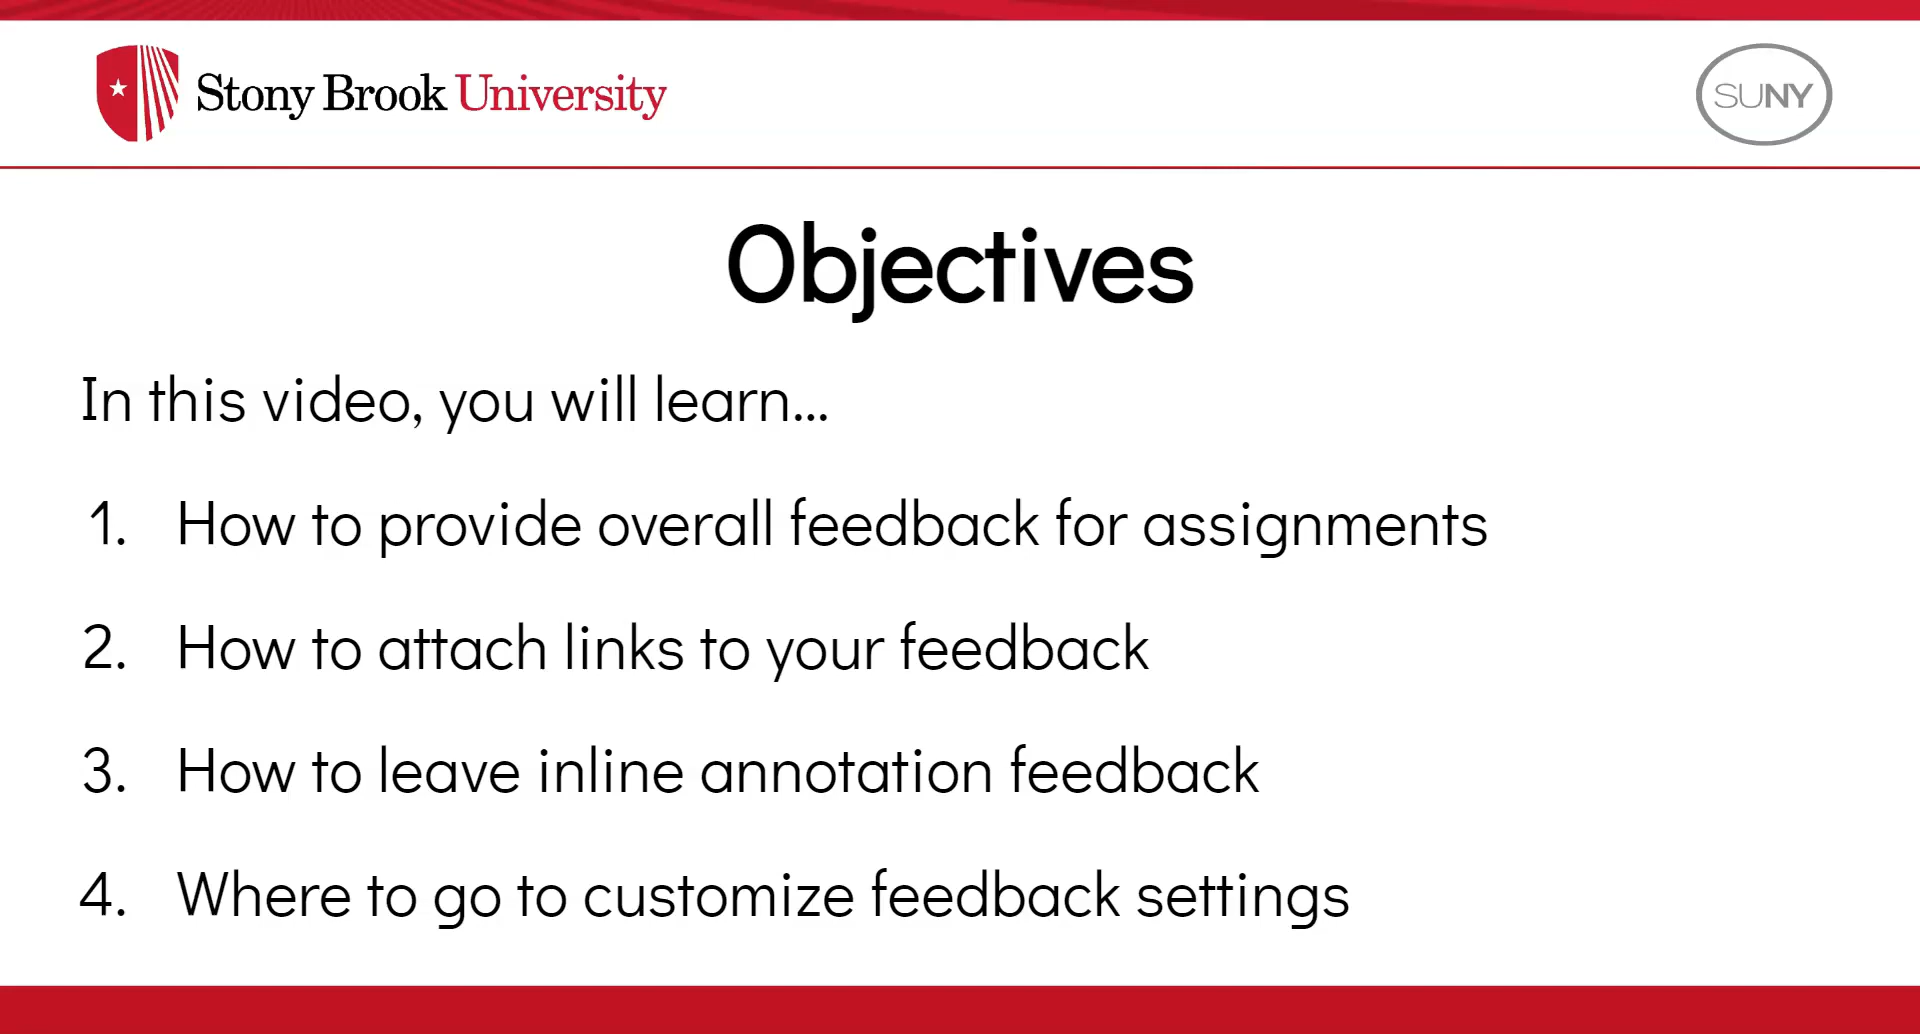 Stony Brook University
SUNY
Objectives
In this video, you will learn...
1. How to provide overall feedback for assignments
2. How to attach links to your feedback
3. How to leave inline annotation feedback
4. Where to go to customize feedback settings